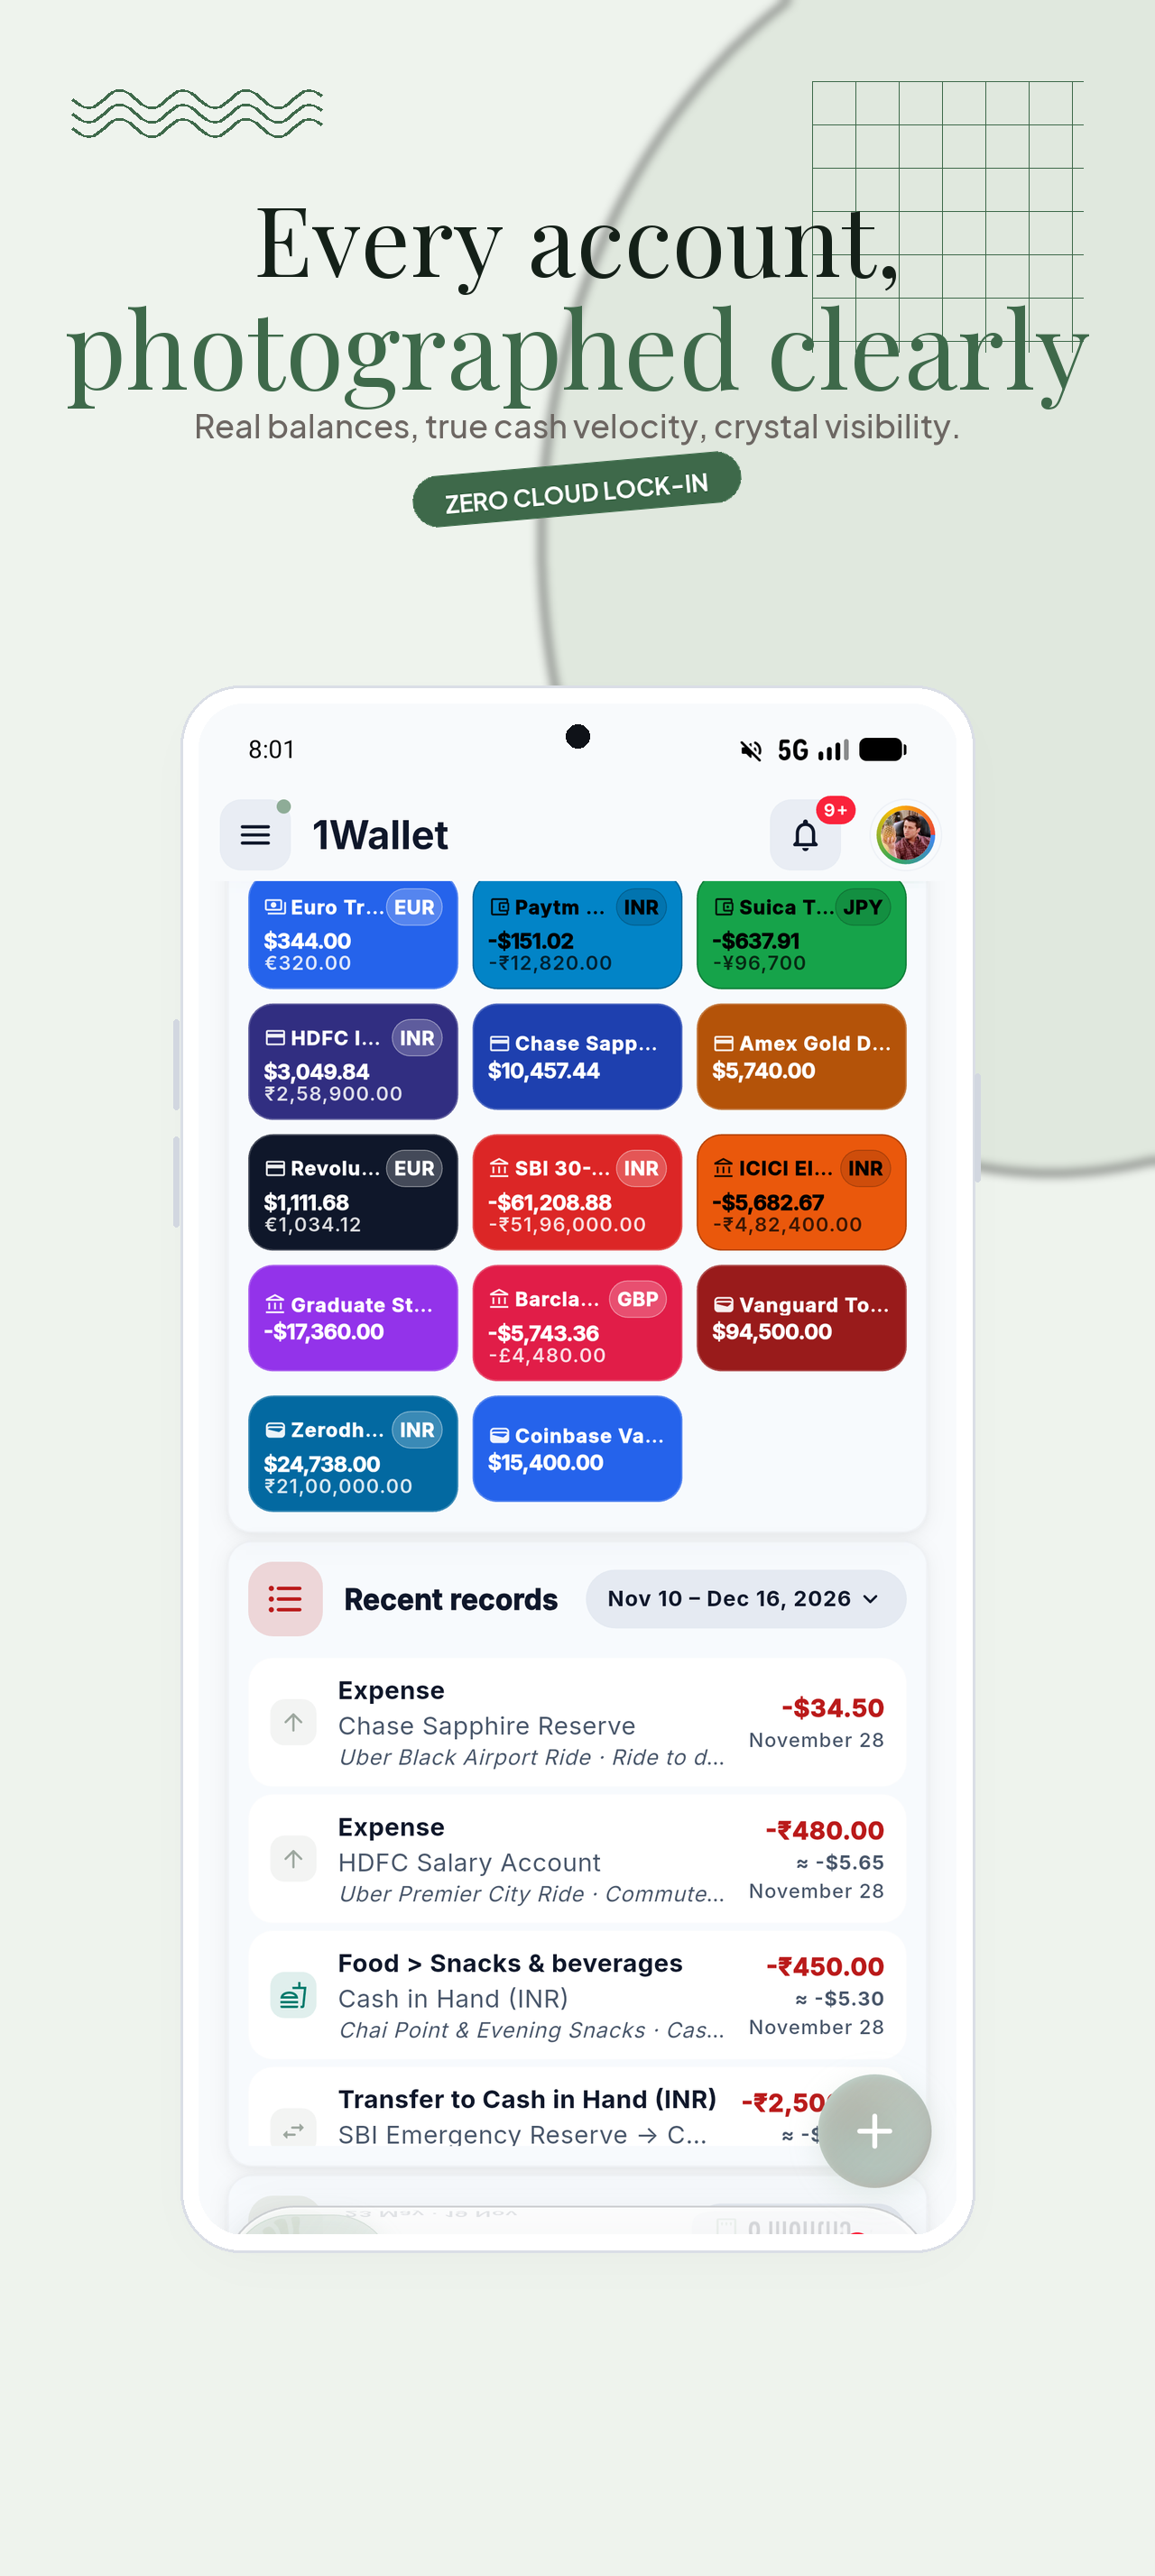 Every account,
photographed clearly
Real balances, true cash velocity, crystal visibility.
ZERO CLOUD LOCK-IN
8:01 5G
1Wallet 9+
Euro Tr... EUR
$344.00
€320.00
Paytm ... INR
-$151.02
-₹12,820.00
Suica T... JPY
-$637.91
-¥96,700
HDFC I... INR
$3,049.84
₹2,58,900.00
Chase Sapp...
$10,457.44
Amex Gold D...
$5,740.00
Revolu... EUR
$1,111.68
€1,034.12
SBI 30-... INR
-$61,208.88
-₹51,96,000.00
ICICI El... INR
-$5,682.67
-₹4,82,400.00
Graduate St...
-$17,360.00
Barcla... GBP
-$5,743.36
-£4,480.00
Vanguard To...
$94,500.00
Zerodh... INR
$24,738.00
₹21,00,000.00
Coinbase Va...
$15,400.00
Recent records
Nov 10 – Dec 16, 2026
Expense
Chase Sapphire Reserve
Uber Black Airport Ride · Ride to d...
-$34.50
November 28
Expense
HDFC Salary Account
Uber Premier City Ride · Commute...
-₹480.00
≈ -$5.65
November 28
Food > Snacks & beverages
Cash in Hand (INR)
Chai Point & Evening Snacks · Cas...
-₹450.00
≈ -$5.30
November 28
Transfer to Cash in Hand (INR)
SBI Emergency Reserve → C...
-₹2,50
≈ -$